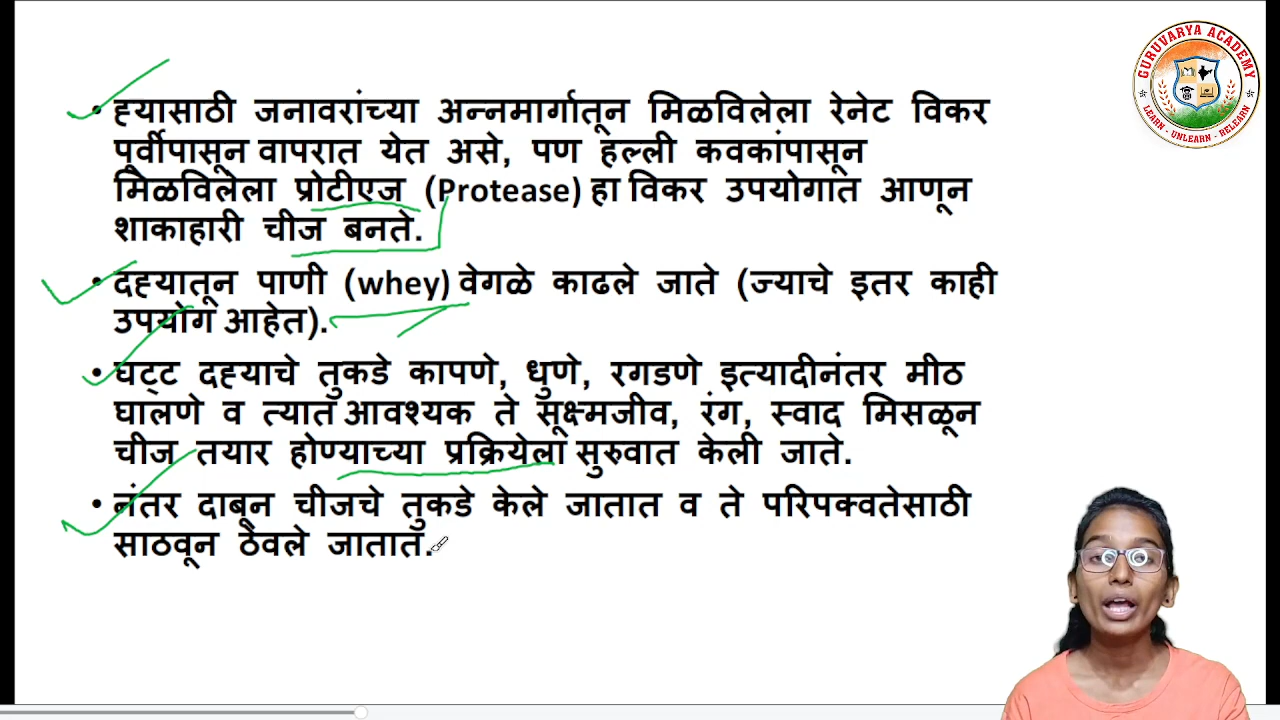 GURUVARYA ACADEMY
LEARN - UNLEARN - RELEARN
• ह्यासाठी जनावरांच्या अन्नमार्गातून मिळविलेला रेनेट विकर
पूर्वीपासून वापरात येत असे, पण हल्ली कवकांपासून
मिळविलेला प्रोटीएज (Protease) हा विकर उपयोगात आणून
शाकाहारी चीज बनते.
• दह्यातून पाणी (whey) वेगळे काढले जाते (ज्याचे इतर काही
उपयोग आहेत).
• घट्ट दह्याचे तुकडे कापणे, धुणे, रगडणे इत्यादीनंतर मीठ
घालणे व त्यात आवश्यक ते सूक्ष्मजीव, रंग, स्वाद मिसळून
चीज तयार होण्याच्या प्रक्रियेला सुरुवात केली जाते.
• नंतर दाबून चीजचे तुकडे केले जातात व ते परिपक्वतेसाठी
साठवून ठेवले जातात.